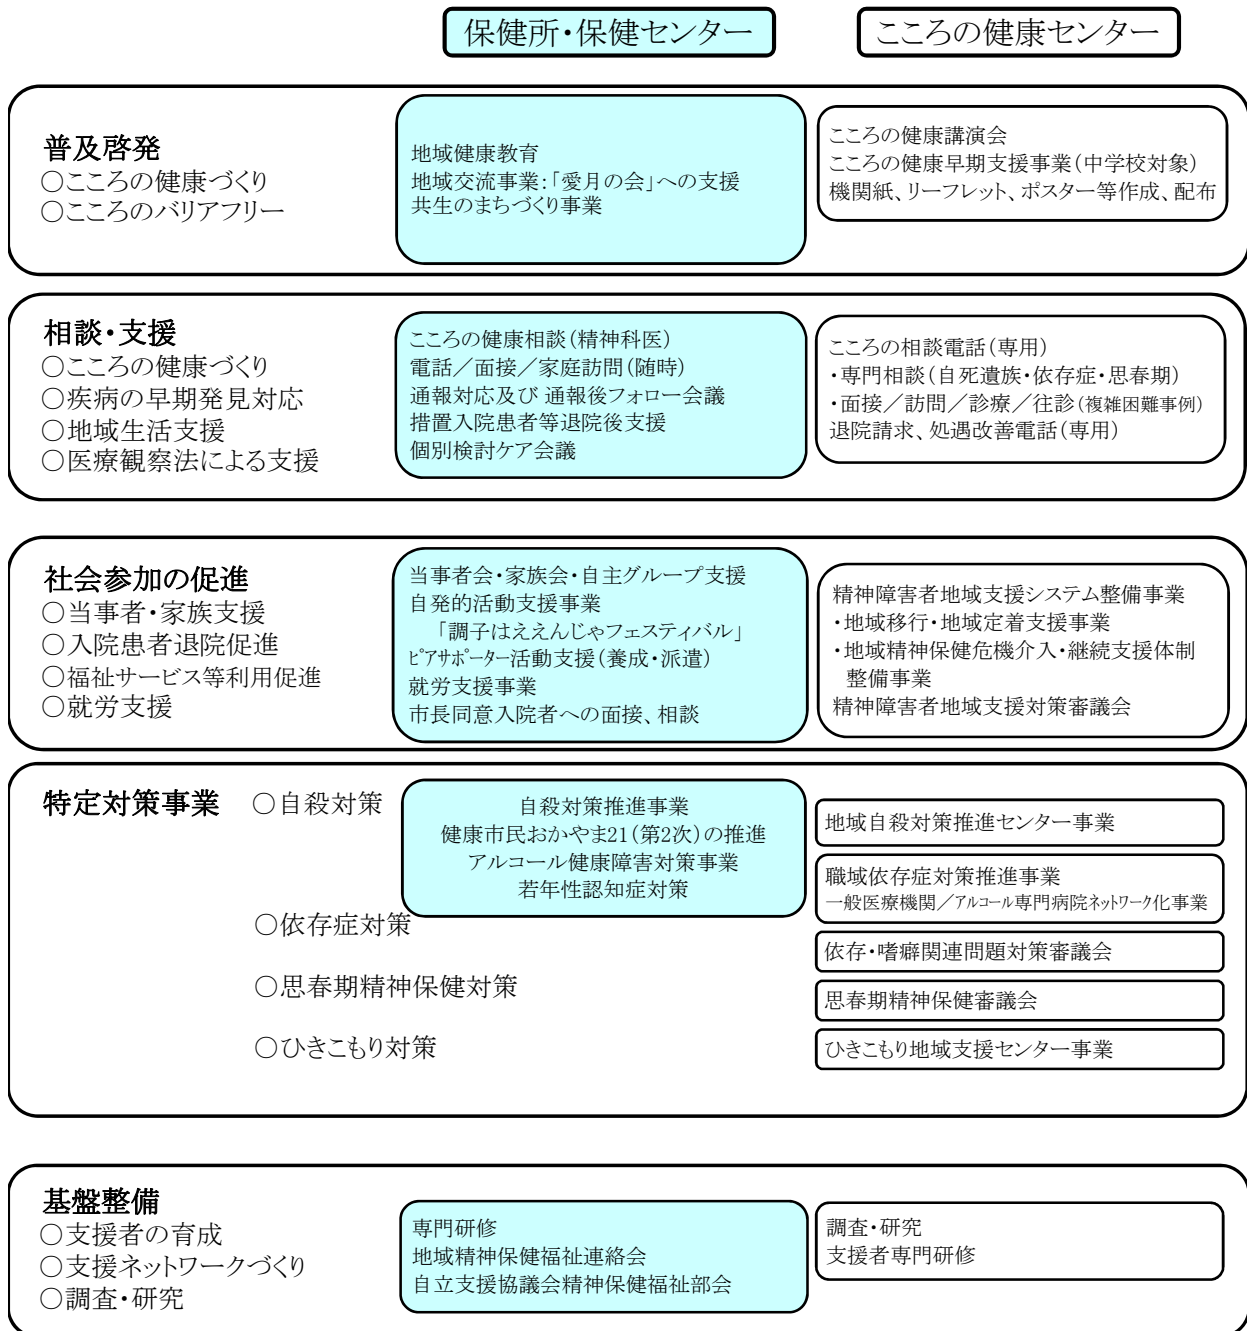 保健所・保健センター
こころの健康センター
普及啓発
○こころの健康づくり
○こころのバリアフリー
地域健康教育
地域交流事業：「愛月の会」への支援
共生のまちづくり事業
こころの健康講演会
こころの健康早期支援事業（中学校対象）
機関紙、リーフレット、ポスター等作成、配布
相談・支援
○こころの健康づくり
○疾病の早期発見対応
○地域生活支援
○医療観察法による支援
こころの健康相談（精神科医）
電話／面接／家庭訪問（随時）
通報対応及び 通報後フォロー会議
措置入院患者等退院後支援
個別検討ケア会議
こころの相談電話（専用）
・専門相談（自死遺族・依存症・思春期）
・面接／訪問／診療／往診（複雑困難事例）
退院請求、処遇改善電話（専用）
社会参加の促進
○当事者・家族支援
○入院患者退院促進
○福祉サービス等利用促進
○就労支援
当事者会・家族会・自主グループ支援
自発的活動支援事業
「調子はええんじゃフェスティバル」
ﾋﾟｱｻﾎﾟｰﾀｰ活動支援（養成・派遣）
就労支援事業
市長同意入院者への面接、相談
精神障害者地域支援システム整備事業
・地域移行・地域定着支援事業
・地域精神保健危機介入・継続支援体制
整備事業
精神障害者地域支援対策審議会
特定対策事業
○自殺対策
○依存症対策
○思春期精神保健対策
○ひきこもり対策
自殺対策推進事業
健康市民おかやま21（第2次）の推進
アルコール健康障害対策事業
若年性認知症対策
地域自殺対策推進センター事業
職域依存症対策推進事業
一般医療機関／ｱﾙｺｰﾙ専門病院ﾈｯﾄﾜｰｸ化事業
依存・嗜癖関連問題対策審議会
思春期精神保健審議会
ひきこもり地域支援センター事業
基盤整備
○支援者の育成
○支援ネットワークづくり
○調査・研究
専門研修
地域精神保健福祉連絡会
自立支援協議会精神保健福祉部会
調査・研究
支援者専門研修